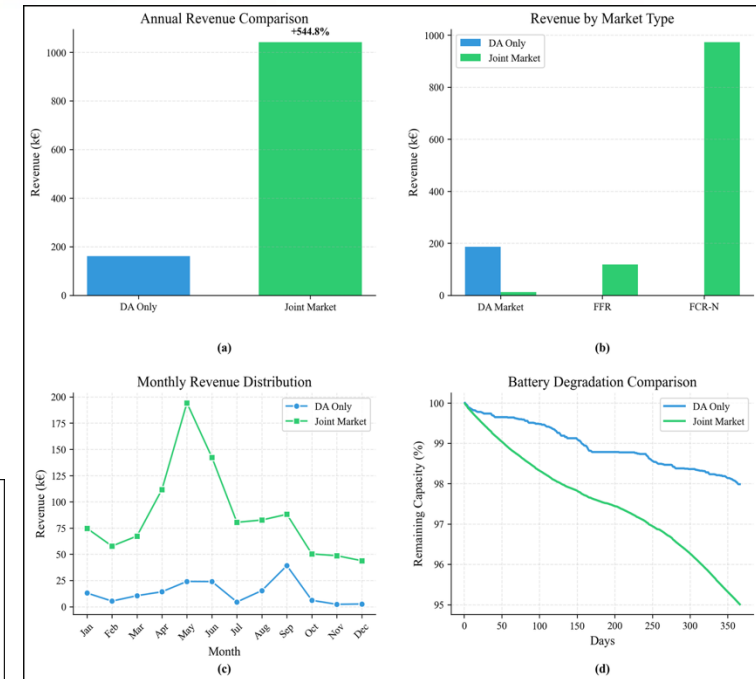 Annual Revenue Comparison
+544.8%
Revenue (k€)
1000
800
600
400
200
0
DA Only
Joint Market
(a)
Revenue by Market Type
DA Only
Joint Market
Revenue (k€)
1000
800
600
400
200
0
DA Market
FFR
FCR-N
(b)
Monthly Revenue Distribution
DA Only
Joint Market
Revenue (k€)
200
175
150
125
100
75
50
25
0
Jan
Feb
Mar
Apr
May
Jun
Jul
Aug
Sep
Oct
Nov
Dec
Month
(c)
Battery Degradation Comparison
DA Only
Joint Market
Remaining Capacity (%)
100
99
98
97
96
95
0
50
100
150
200
250
300
350
Days
(d)